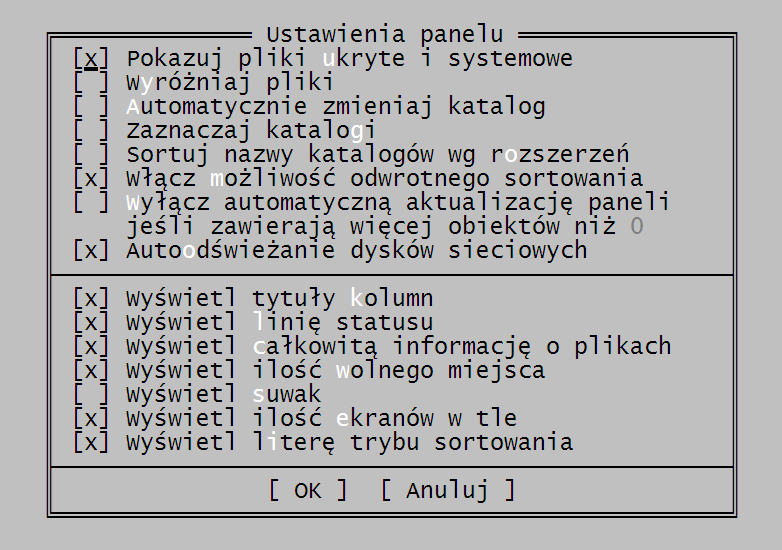 Ustawienia panelu
[x] Pokazuj pliki ukryte i systemowe
[ ] Wyróżniaj pliki
[ ] Automatycznie zmieniaj katalog
[ ] Zaznaczaj katalogi
[ ] Sortuj nazwy katalogów wg rozszerzeń
[x] Włącz możliwość odwrotnego sortowania
[ ] Wyłącz automatyczną aktualizację paneli
jeśli zawierają więcej obiektów niż 0
[x] Autoodświeżanie dysków sieciowych
[x] Wyświetl tytuły kolumn
[x] Wyświetl linię statusu
[x] Wyświetl całkowitą informację o plikach
[x] Wyświetl ilość wolnego miejsca
[ ] Wyświetl suwak
[x] Wyświetl ilość ekranów w tle
[x] Wyświetl literę trybu sortowania
[ OK ] [ Anuluj ]